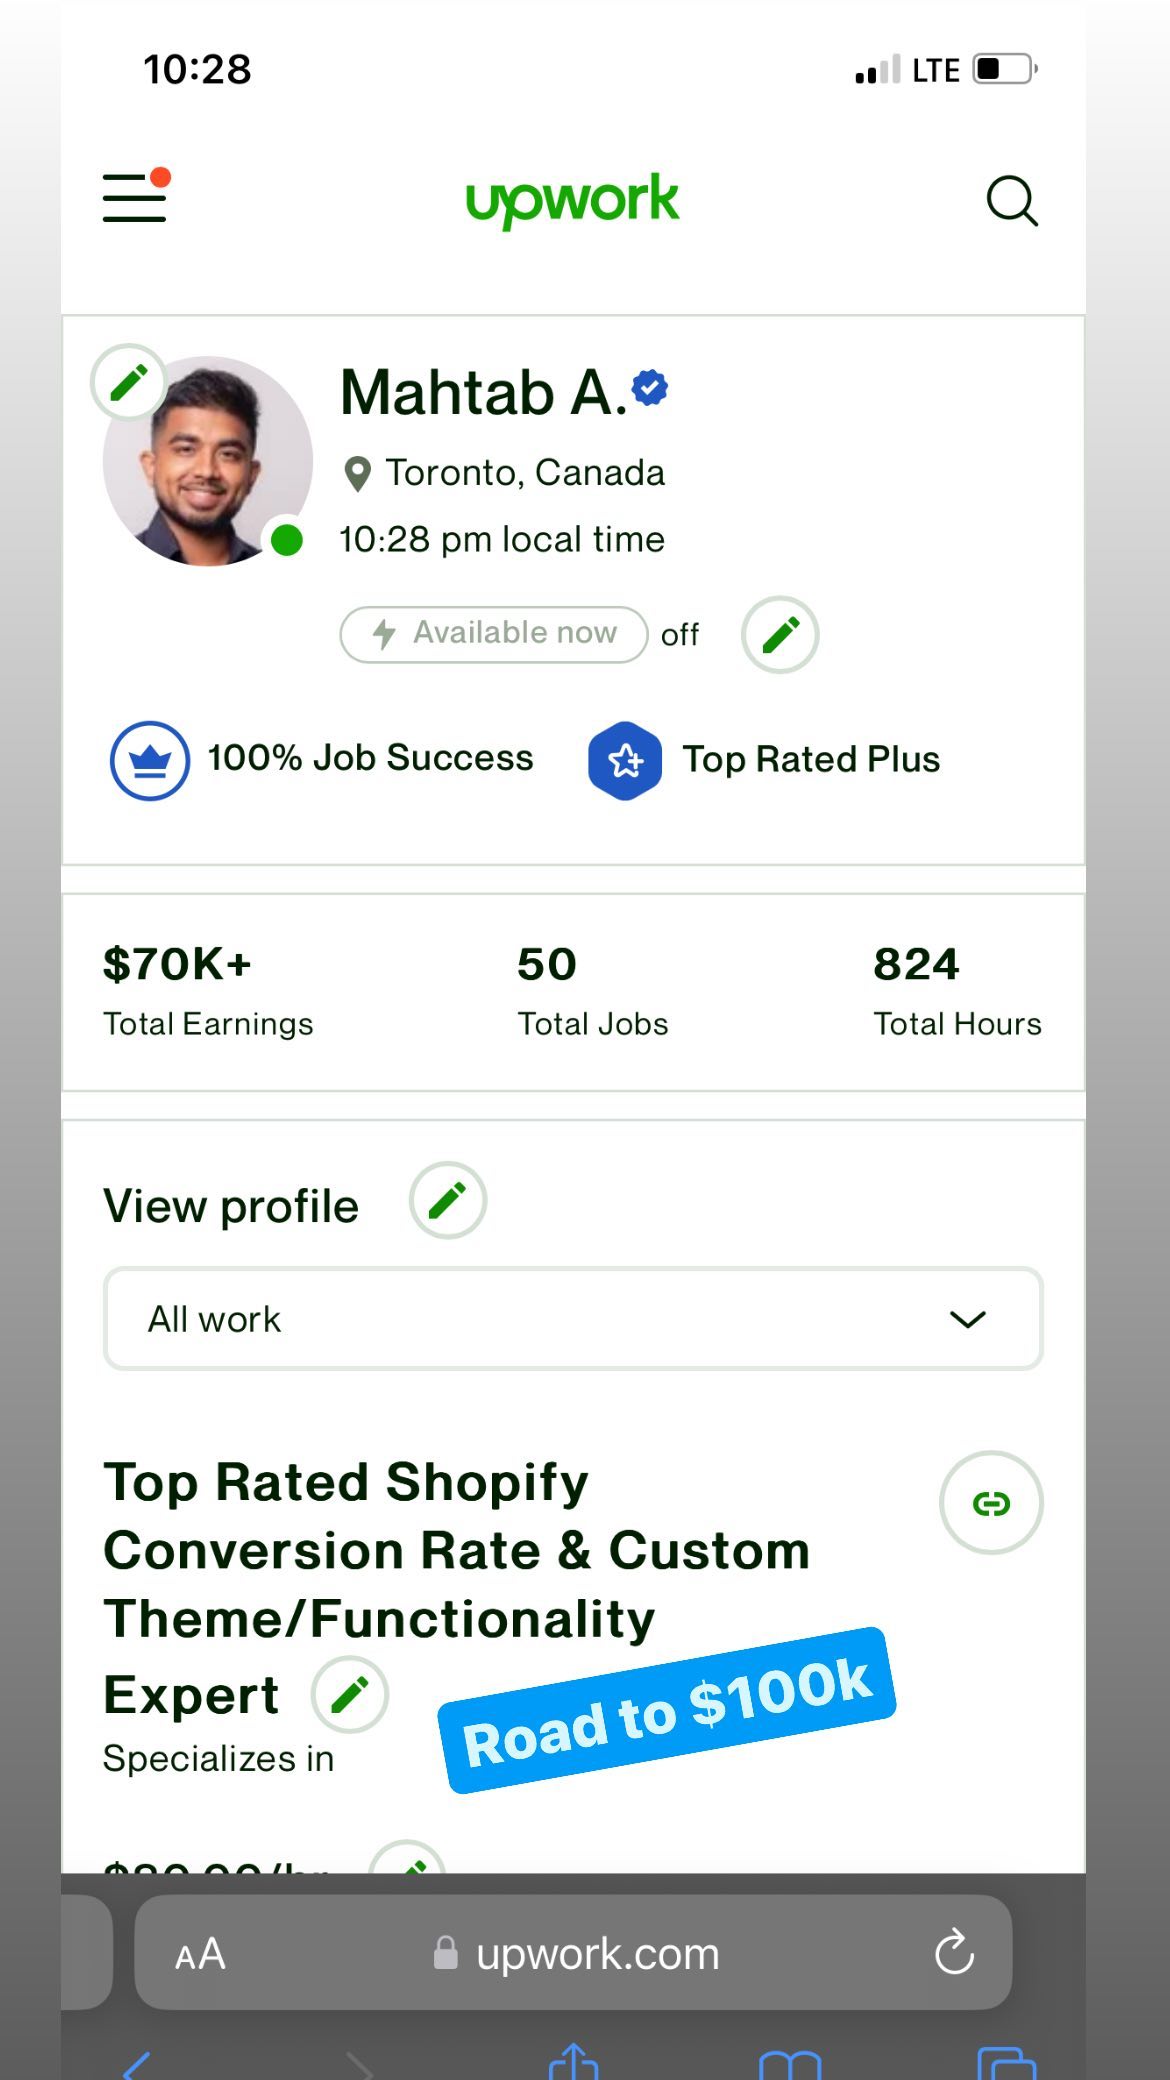 10:28
LTE
upwork
Mahtab A.
Toronto, Canada
10:28 pm local time
Available now off
100% Job Success
Top Rated Plus
$70K+
50
824
Total Earnings
Total Jobs
Total Hours
View profile
All work
Top Rated Shopify
Conversion Rate & Custom
Theme/Functionality
Expert
Road to $100k
Specializes in
AA
upwork.com